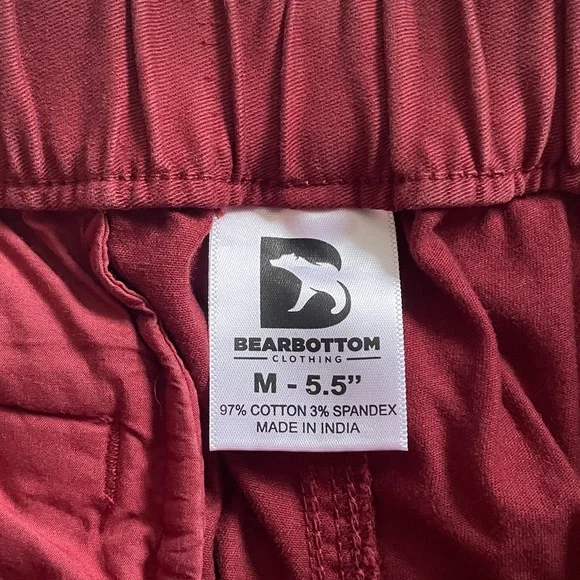 B
BEARBOTTOM
CLOTHING
M - 5.5”
97% COTTON 3% SPANDEX
MADE IN INDIA